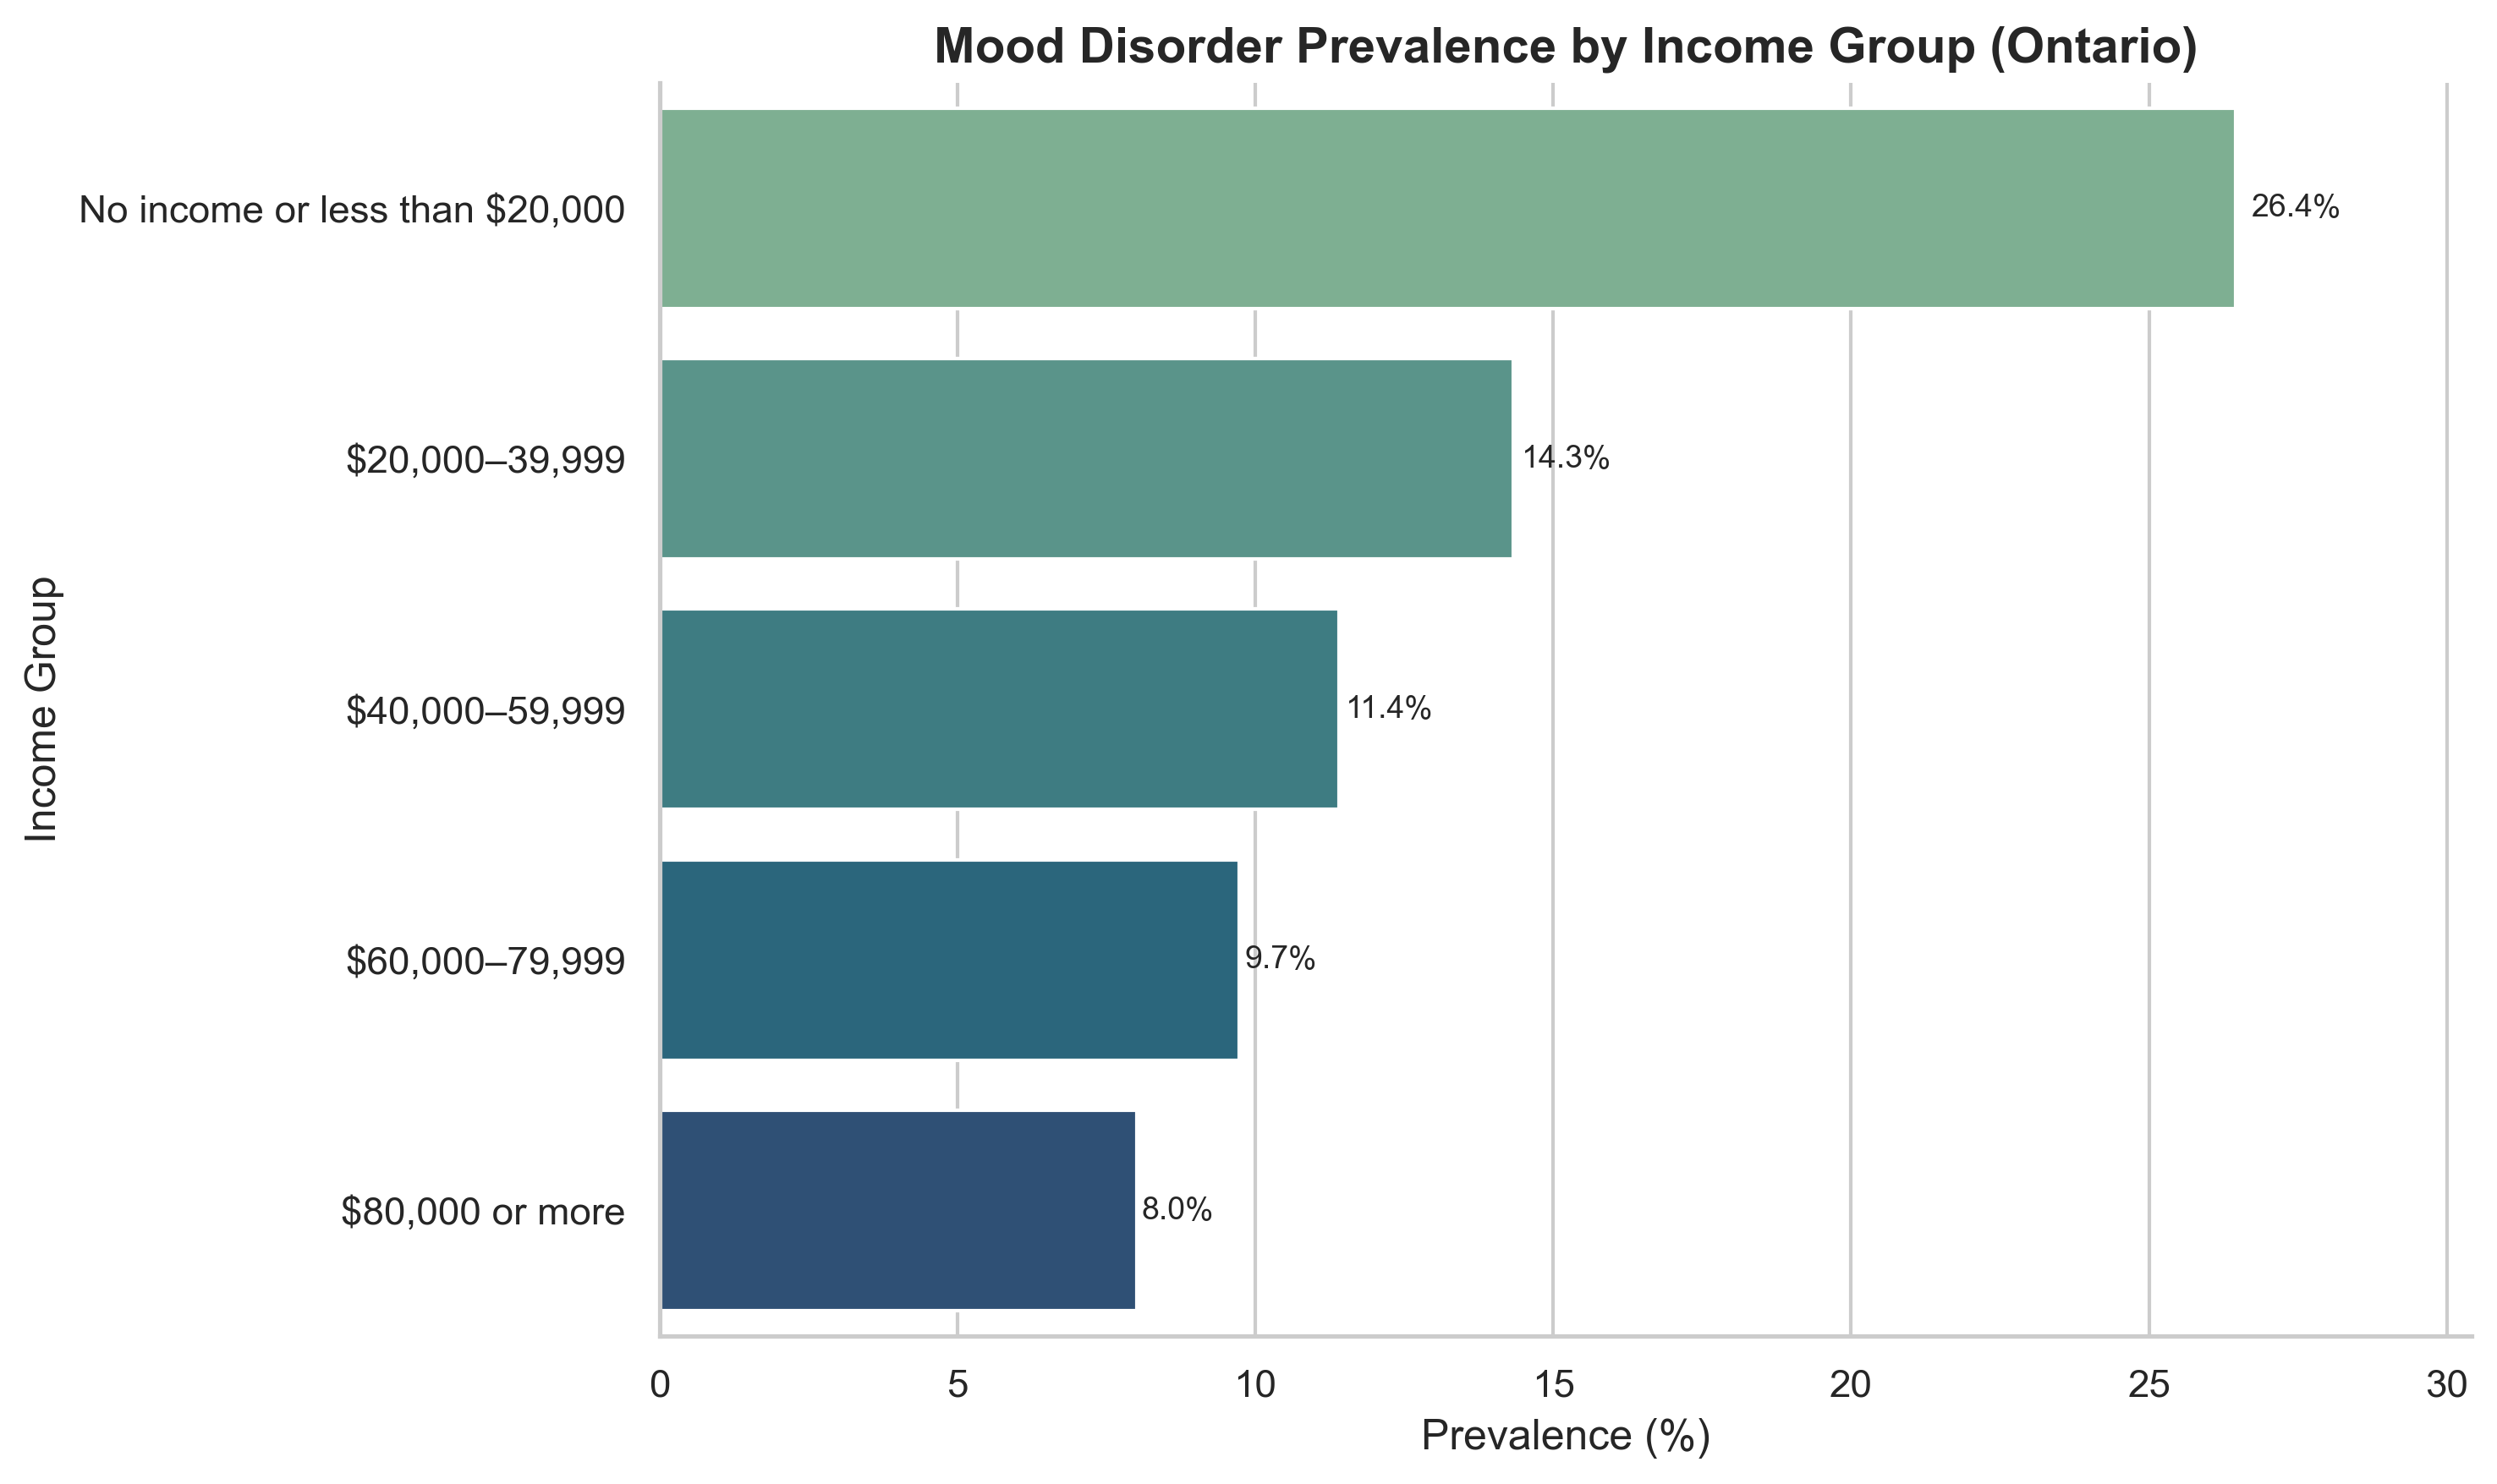 Mood Disorder Prevalence by Income Group (Ontario)
No income or less than $20,000
26.4%
$20,000–39,999
14.3%
$40,000–59,999
11.4%
$60,000–79,999
9.7%
$80,000 or more
8.0%
Income Group
0 5 10 15 20 25 30
Prevalence (%)